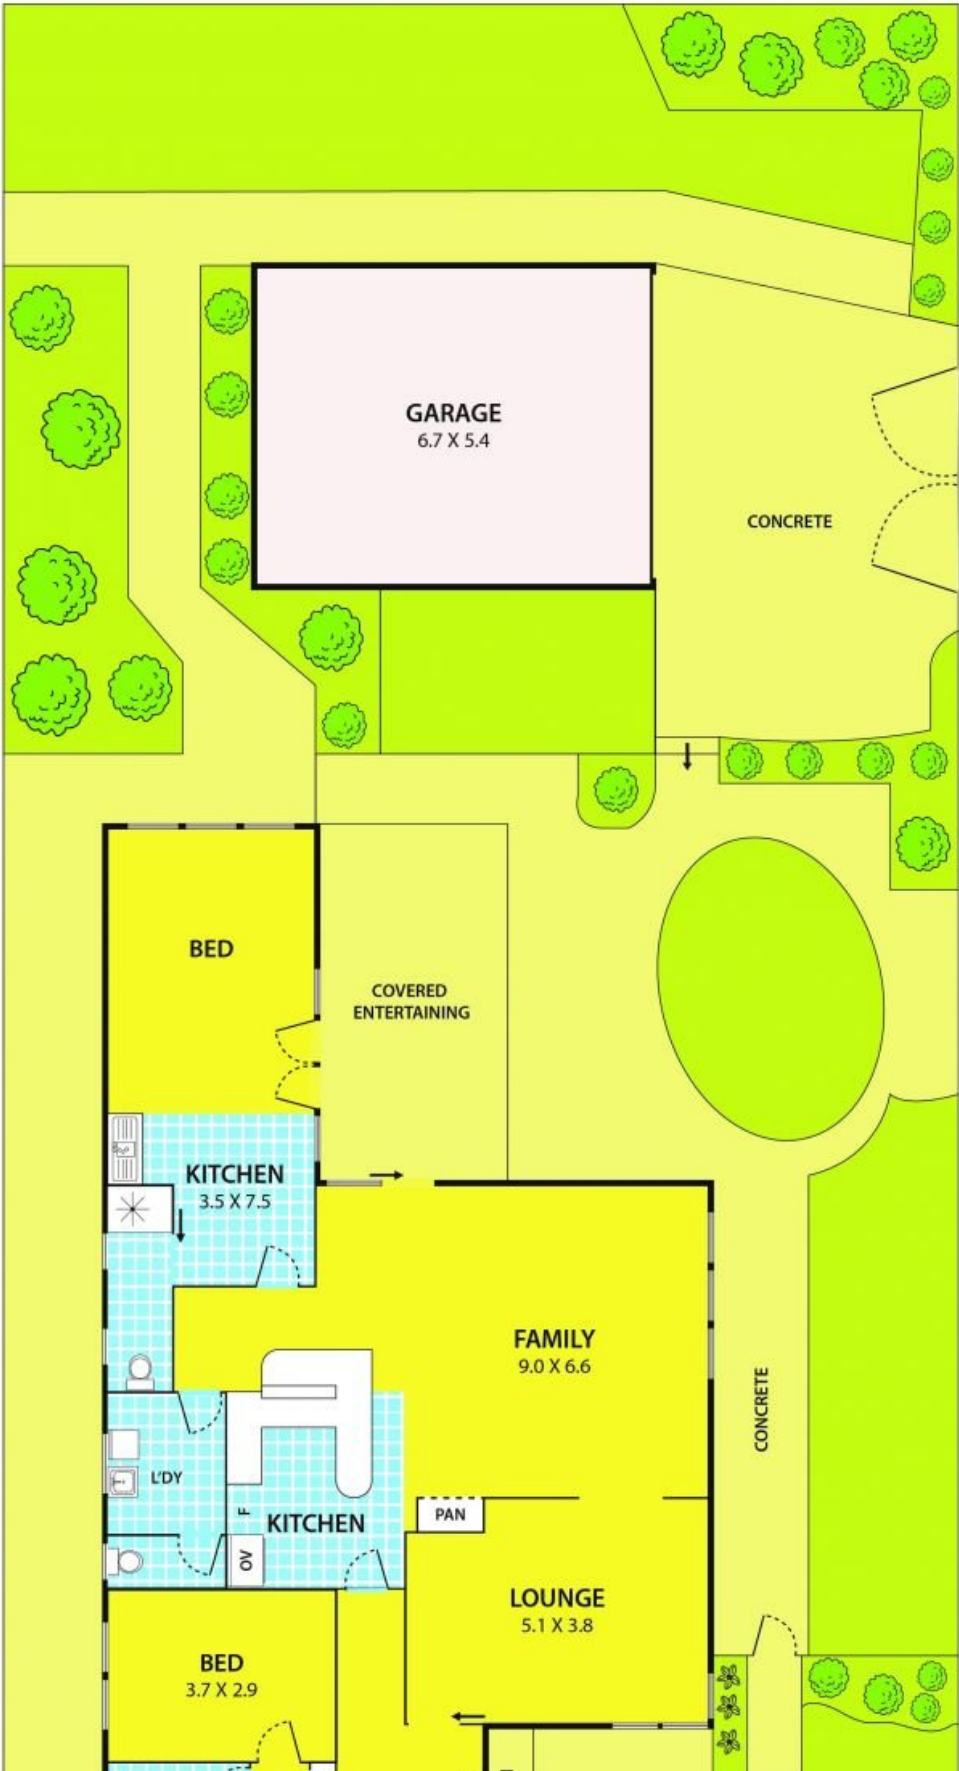 GARAGE
6.7 X 5.4
CONCRETE
BED
COVERED
ENTERTAINING
KITCHEN
3.5 X 7.5
FAMILY
9.0 X 6.6
CONCRETE
L'DY
F
KITCHEN
PAN
OV
LOUNGE
5.1 X 3.8
BED
3.7 X 2.9